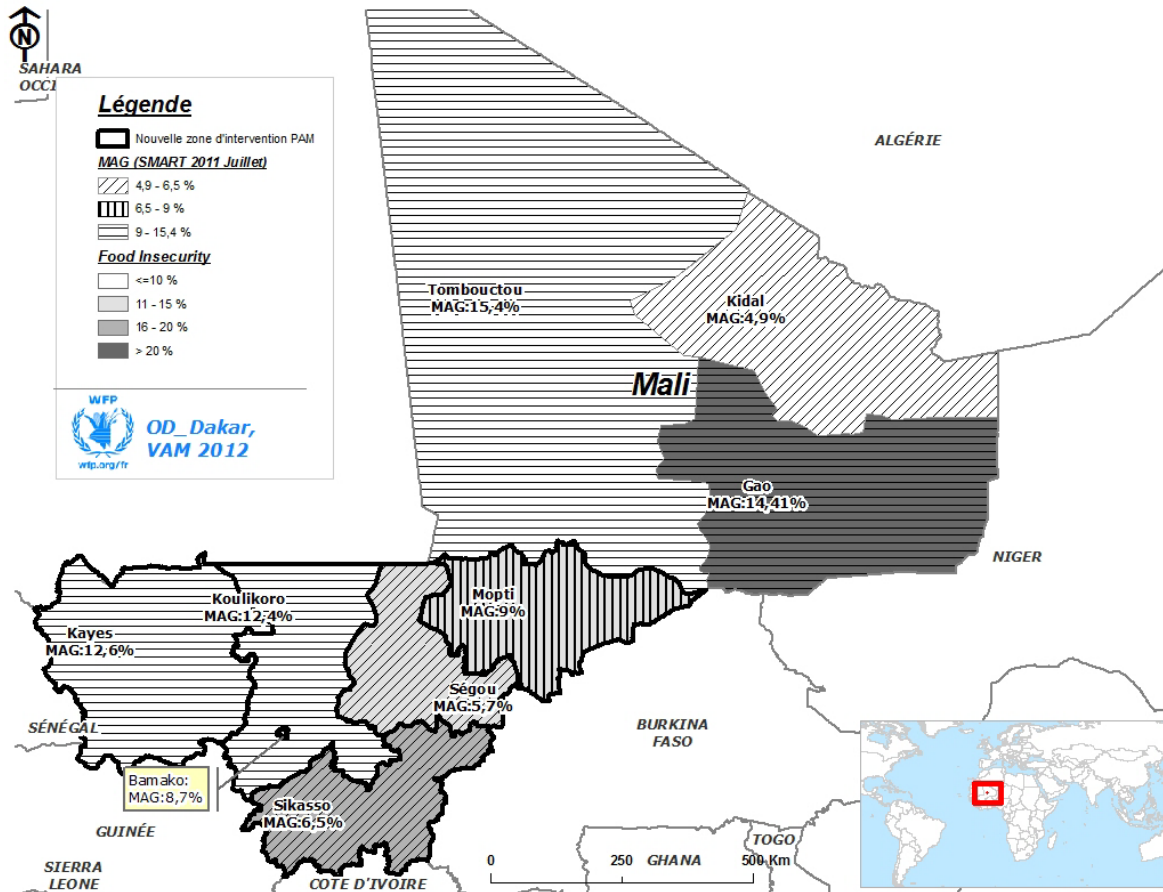 N
SAHARA
OCCI
Légende
Nouvelle zone d'intervention PAM
MAG (SMART 2011 Juillet)
4,9 - 6,5 %
6,5 - 9 %
9 - 15,4 %
Food Insecurity
<=10 %
11 - 15 %
16 - 20 %
> 20 %
WFP
wfp.org/fr
OD_Dakar,
VAM 2012
ALGÉRIE
Tombouctou
MAG:15,4%
Kidal
MAG:4,9%
Mali
Gao
MAG:14,41%
NIGER
Koulikoro
MAG:12,4%
Mopti
MAG:9%
Kayes
MAG:12,6%
Ségou
MAG:5,7%
SÉNÉGAL
BURKINA
FASO
Bamako:
MAG:8,7%
Sikasso
MAG:6,5%
GUINÉE
SIERRA
LEONE
COTE D'IVOIRE
GHANA
TOGO
0 250 500 Km